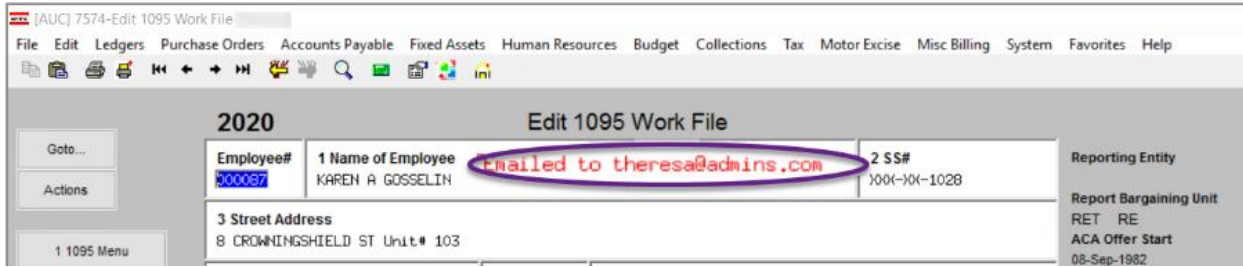 [AUC] 7574-Edit 1095 Work File
File Edit Ledgers Purchase Orders Accounts Payable Fixed Assets Human Resources Budget Collections Tax Motor Excise Misc Billing System Favorites Help
2020 Edit 1095 Work File
Goto...
Actions
1 1095 Menu
Employee# 1 Name of Employee Emailed to theresa@admins.com 2 SS#
000087 KAREN A GOSSELIN XXX-XX-1028
3 Street Address
8 CROWNINGSHIELD ST Unit# 103
Reporting Entity
Report Bargaining Unit
RET RE
ACA Offer Start
08-Sep-1982